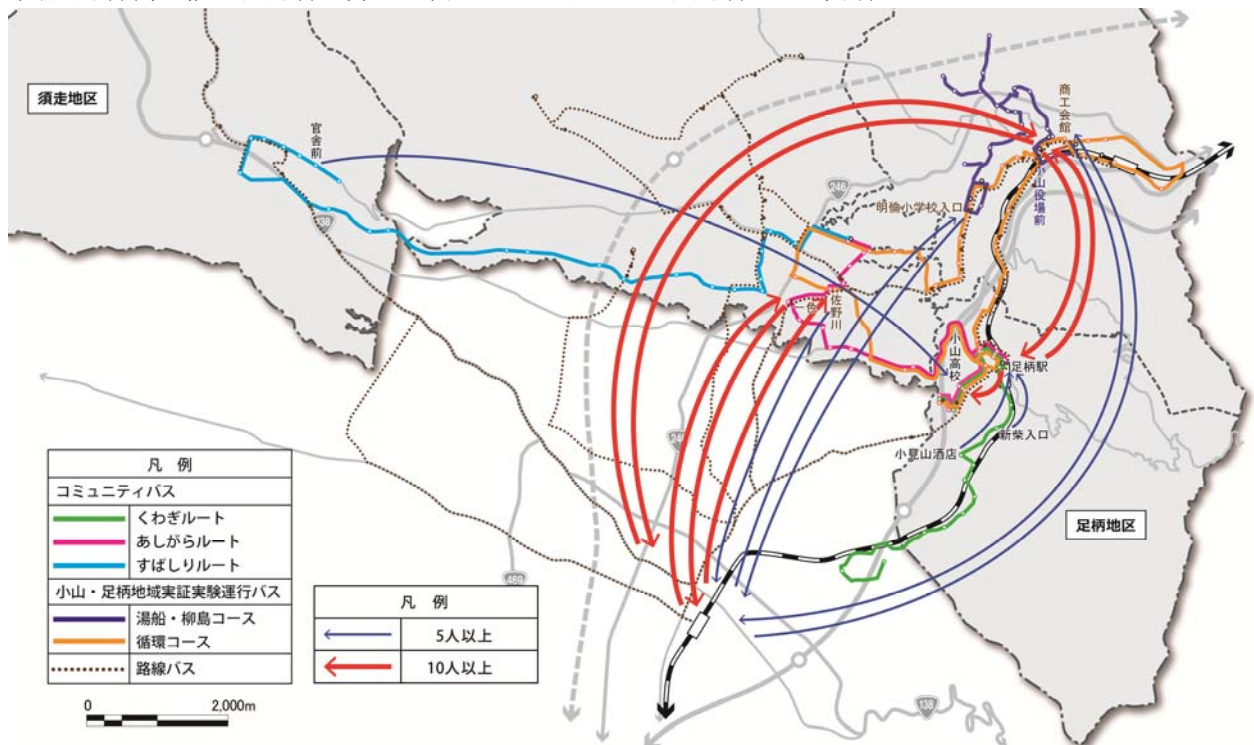 須走地区
官舎前
138
246
商工会館
小山役場前
明倫小学校入口
一色
佐野川
小山高校
足柄駅
新柴入口
小見山酒店
足柄地区
246
469
138
凡 例
コミュニティバス
くわぎルート
あしがらルート
すばしりルート
小山・足柄地域実証実験運行バス
湯船・柳島コース
循環コース
路線バス
凡 例
5人以上
10人以上
0 2,000m